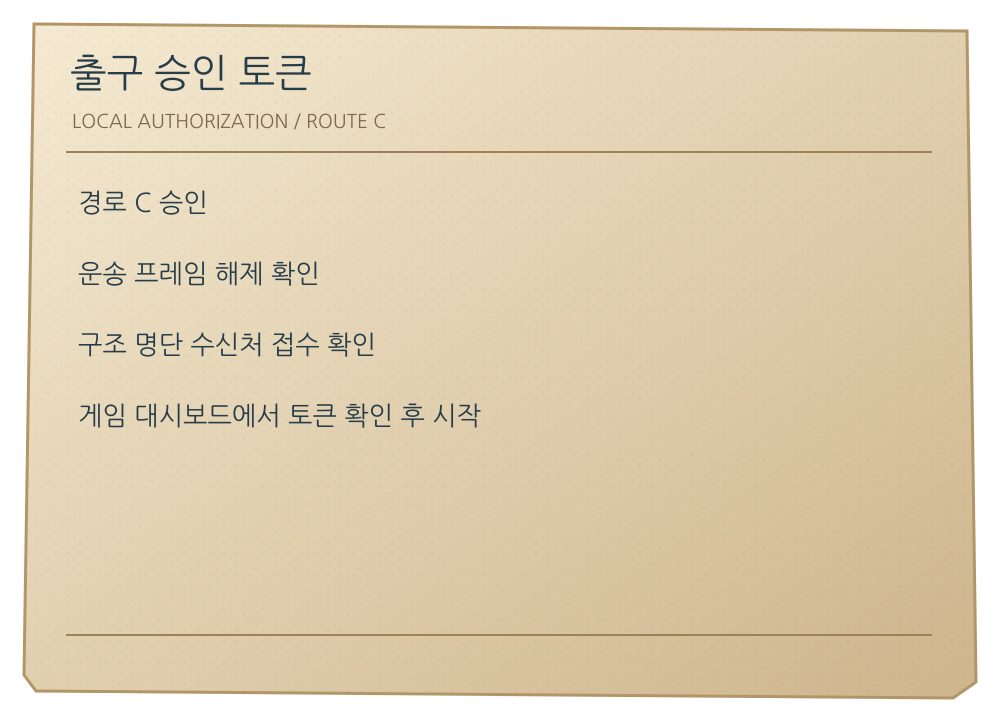 출구 승인 토큰
LOCAL AUTHORIZATION / ROUTE C
경로 C 승인
운송 프레임 해제 확인
구조 명단 수신처 접수 확인
게임 대시보드에서 토큰 확인 후 시작